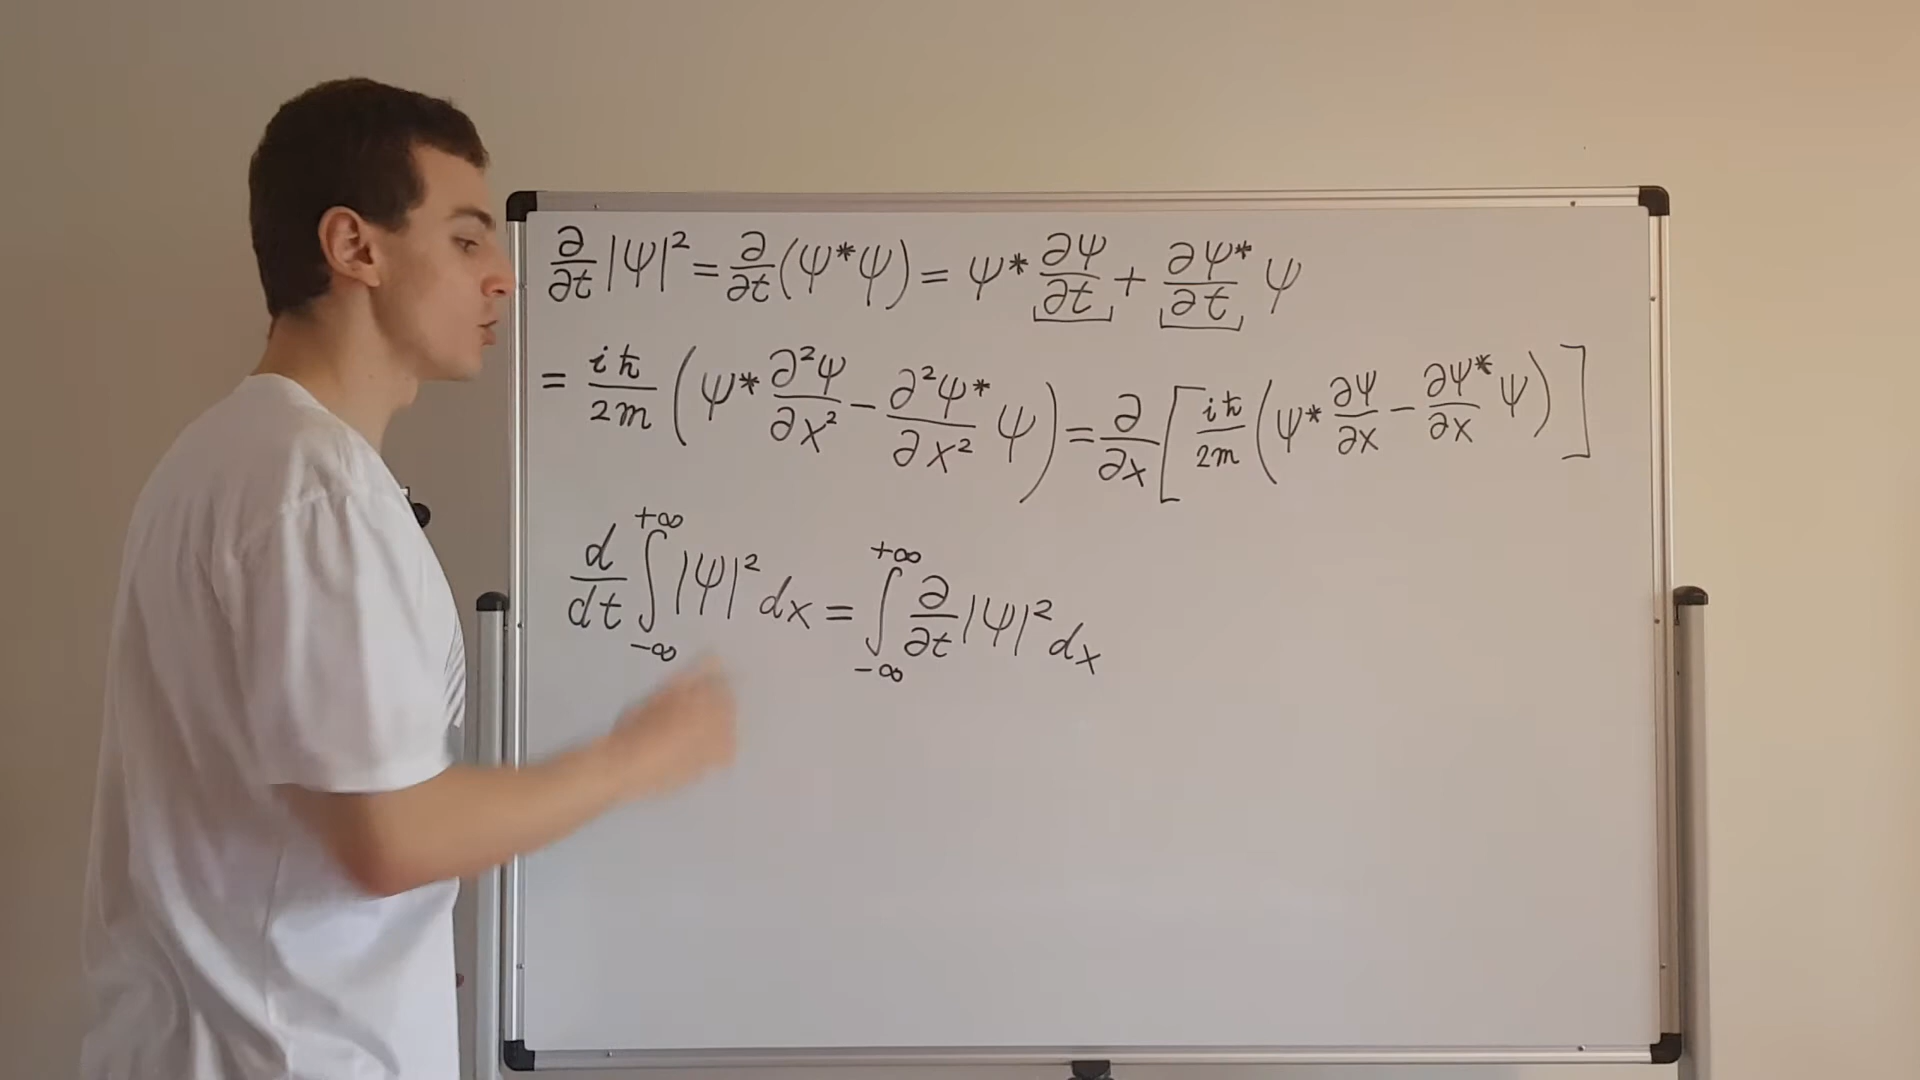 ∂/∂t |ψ|² = ∂/∂t (ψ*ψ) = ψ* ∂ψ/∂t + ∂ψ*/∂t ψ
= iħ/2m (ψ* ∂²ψ/∂x² − ∂²ψ*/∂x² ψ) = ∂/∂x [iħ/2m (ψ* ∂ψ/∂x − ∂ψ*/∂x ψ)]
d/dt ∫_{-∞}^{+∞} |ψ|² dx = ∫_{-∞}^{+∞} ∂/∂t |ψ|² dx